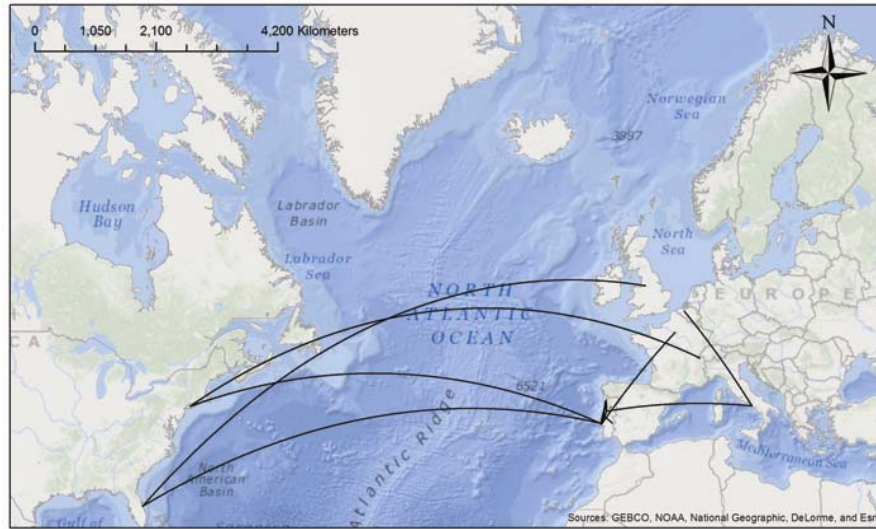 0 1,050 2,100 4,200 Kilometers
N
Norwegian
Sea
Hudson
Bay
Labrador
Basin
North
Sea
Labrador
Sea
NORTH
ATLANTIC
OCEAN
EUROPE
CA
6521
Atlantic Ridge
North
American
Basin
Mediterranean Sea
Gulf of
Sources: GEBCO, NOAA, National Geographic, DeLorme, and Esr